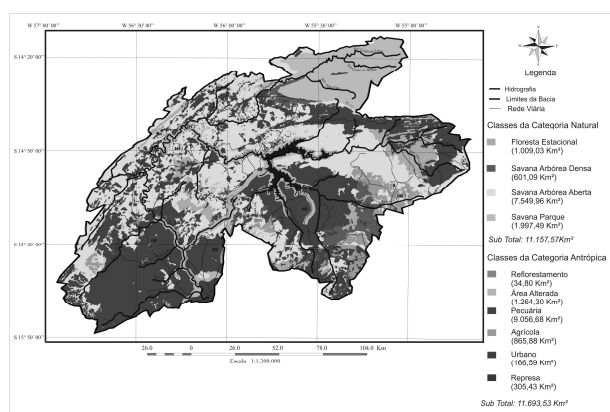 W 57° 00' 00" W 56° 30' 00" W 56° 00' 00" W 55° 30' 00" W 55° 00' 00"
S 14° 20' 00"
S 14° 50' 00"
S 15° 50' 00"
26.0 0 26.0 52.0 78.0 104.0 Km
Escala 1:1.200.000
Legenda
Hidrografia
Limites da Bacia
Rede Viária
Classes da Categoria Natural
Floresta Estacional
(1.009,03 Km²)
Savana Arbórea Densa
(601,09 Km²)
Savana Arbórea Aberta
(7.549,96 Km²)
Savana Parque
(1.997,49 Km²)
Sub Total: 11.157,57Km²
Classes da Categoria Antrópica
Reflorestamento
(34,80 Km²)
Área Alterada
(1.264,30 Km²)
Pecuária
(9.056,68 Km²)
Agrícola
(865,88 Km²)
Urbano
(166,59 Km²)
Represa
(305,43 Km²)
Sub Total: 11.693,53 Km²